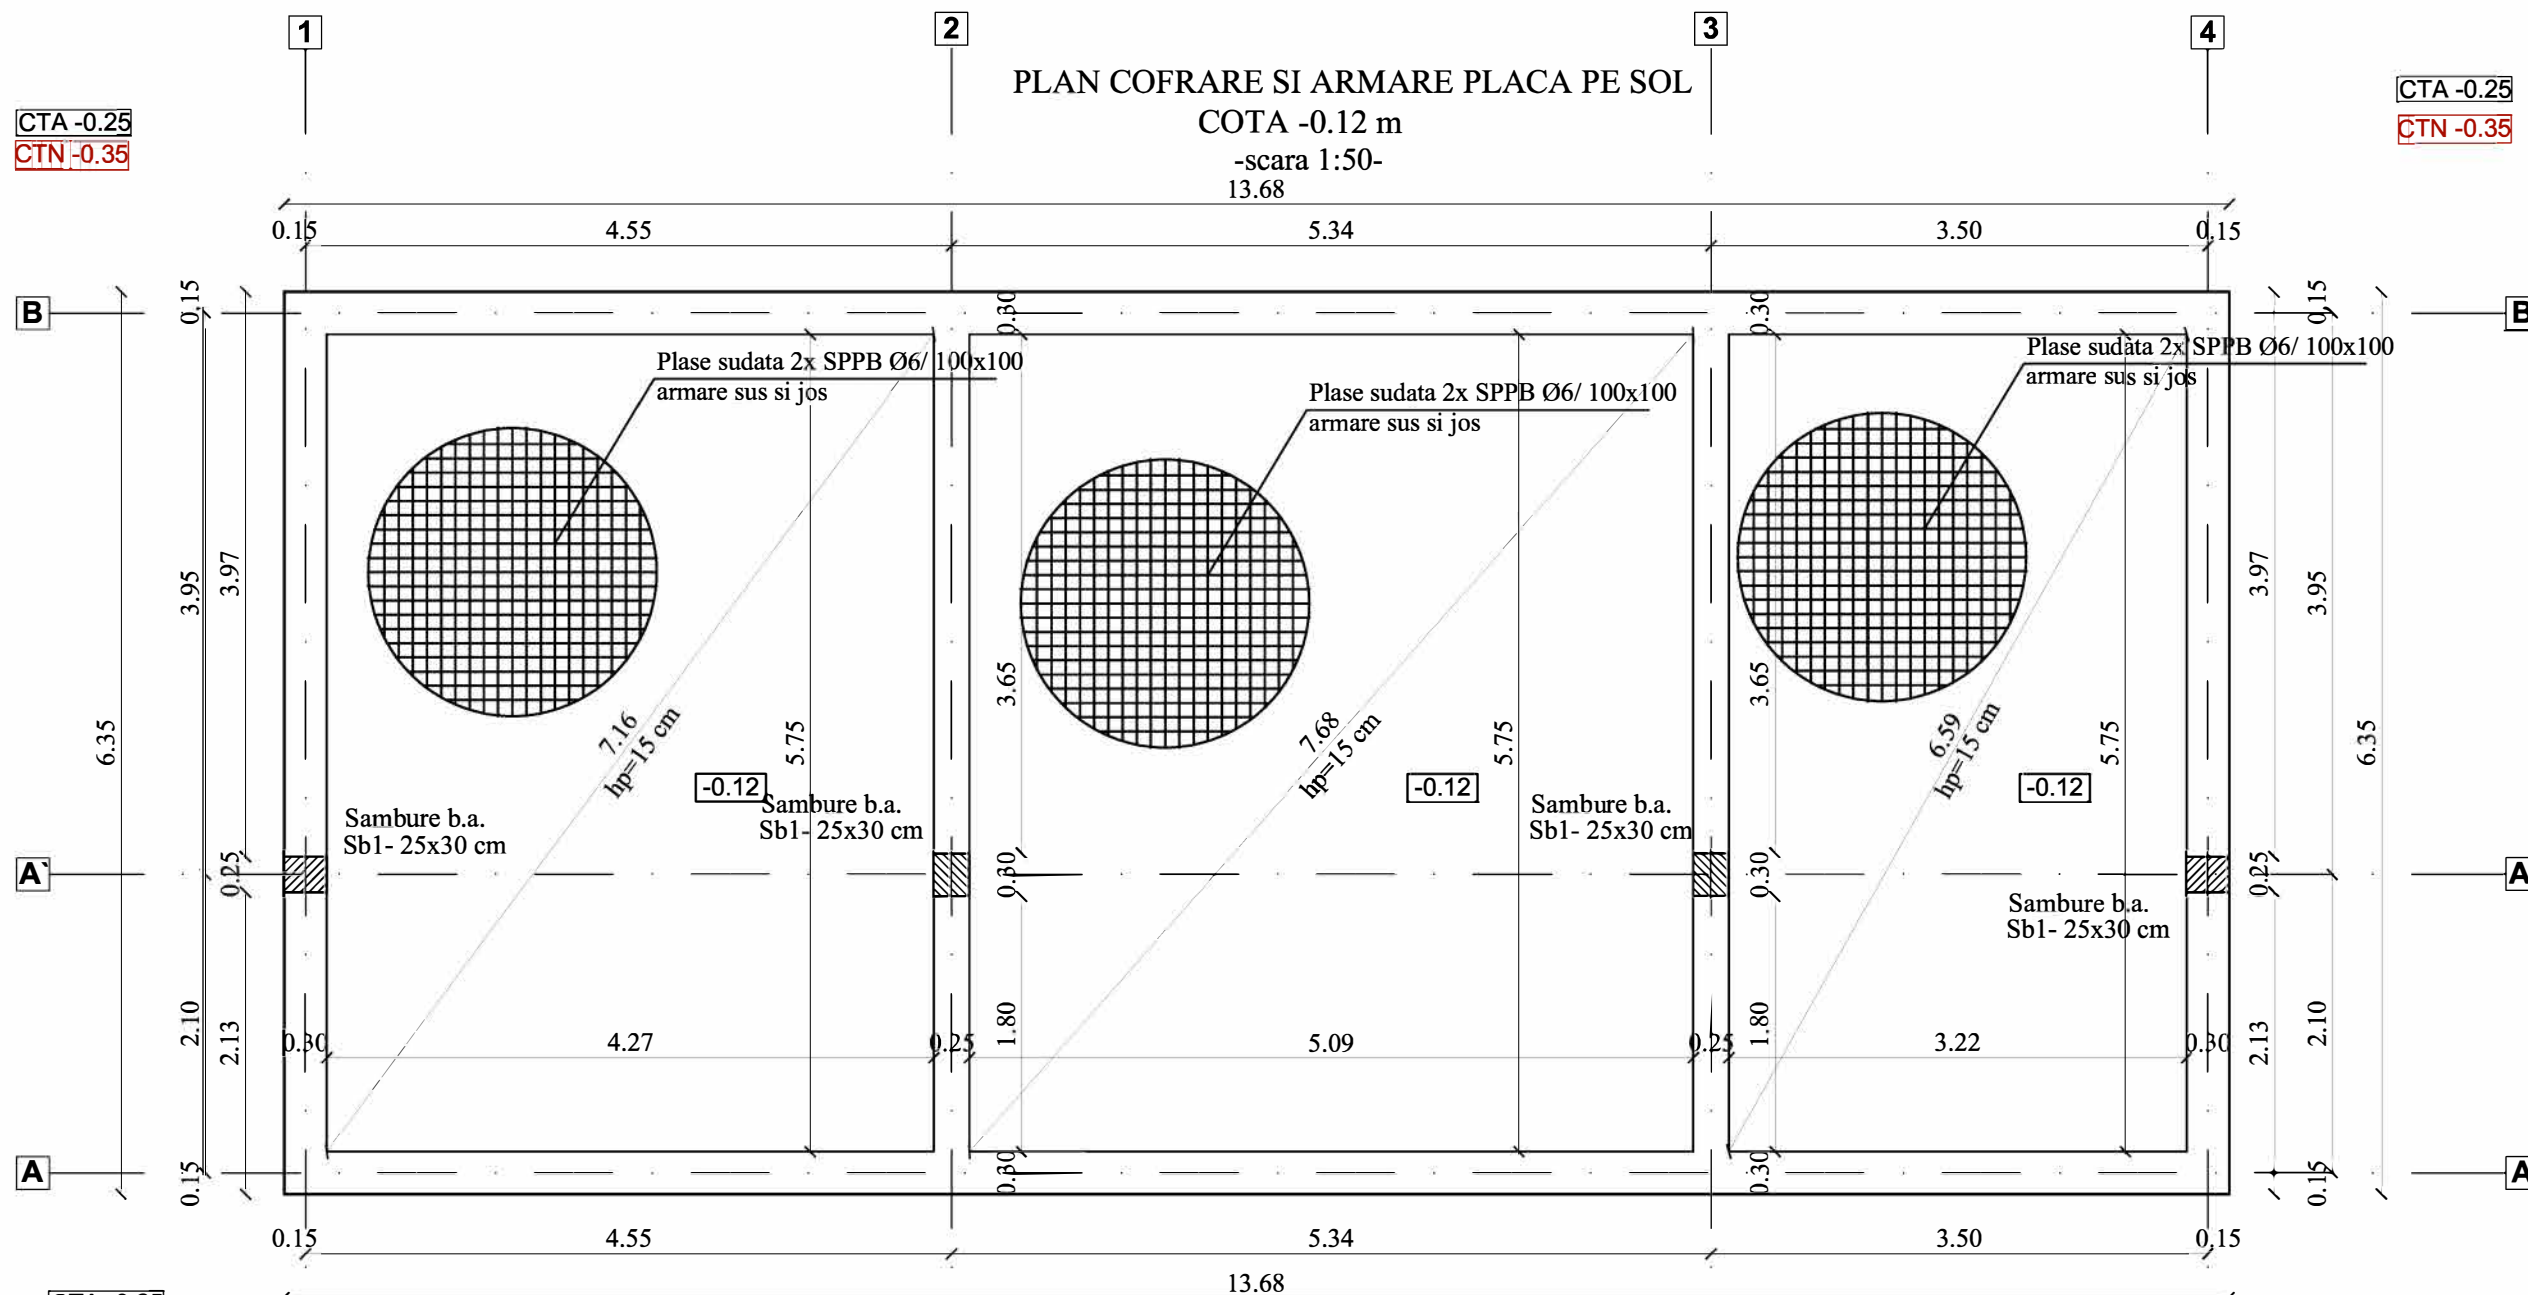 1
2
3
4
PLAN COFRARE SI ARMARE PLACA PE SOL
COTA -0.12 m
-scara 1:50-
CTA -0.25
CTN -0.35
CTA -0.25
CTN -0.35
13.68
0.15
4.55
5.34
3.50
0.15
B
0.15
0.30
0.30
0.15
B
Plase sudata 2x SPPB Ø6/ 100x100
armare sus si jos
Plase sudata 2x SPPB Ø6/ 100x100
armare sus si jos
Plase sudata 2x SPPB Ø6/ 100x100
armare sus si jos
6.35
3.95
3.97
3.65
3.65
3.97
3.95
6.35
7.16
hp=15 cm
5.75
7.68
hp=15 cm
5.75
6.59
hp=15 cm
5.75
-0.12
-0.12
-0.12
Sambure b.a.
Sb1- 25x30 cm
Sambure b.a.
Sb1- 25x30 cm
Sambure b.a.
Sb1- 25x30 cm
Sambure b.a.
Sb1- 25x30 cm
A`
0.25
0.30
0.30
0.25
A
2.10
2.13
1.80
1.80
2.13
2.10
0.30
4.27
0.25
5.09
0.25
3.22
0.30
A
0.15
0.30
0.30
0.15
A
0.15
4.55
5.34
3.50
0.15
13.68